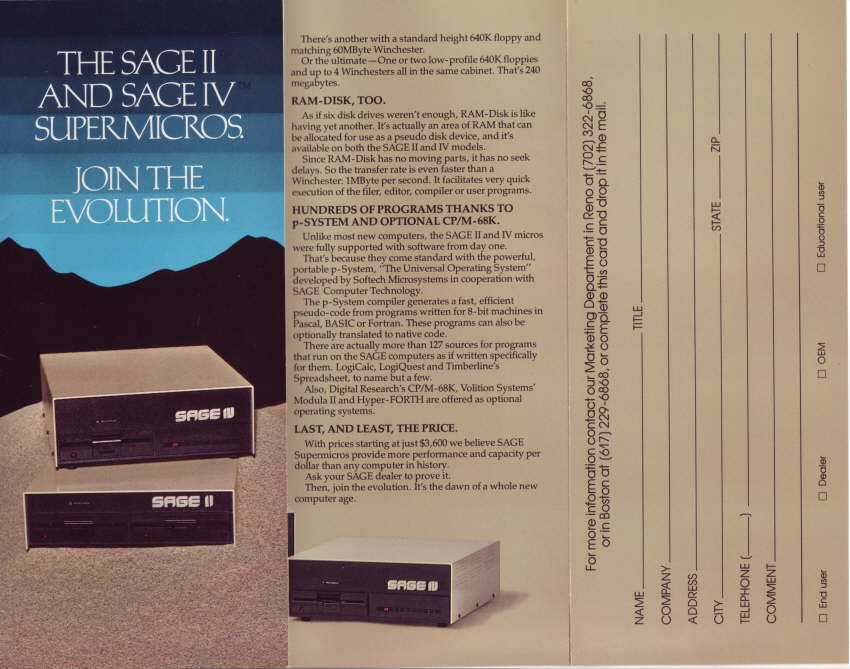 THE SAGE II
AND SAGE IV™
SUPERMICROS.
JOIN THE
EVOLUTION.
SAGE IV
SAGE II
There's another with a standard height 640K floppy and
matching 60MByte Winchester.
Or the ultimate—One or two low-profile 640K floppies
and up to 4 Winchesters all in the same cabinet. That's 240
megabytes.
RAM-DISK, TOO.
As if six disk drives weren't enough, RAM-Disk is like
having yet another. It's actually an area of RAM that can
be allocated for use as a pseudo disk device, and it's
available on both the SAGE II and IV models.
Since RAM-Disk has no moving parts, it has no seek
delays. So the transfer rate is even faster than a
Winchester: 1MByte per second. It facilitates very quick
execution of the filer, editor, compiler or user programs.
HUNDREDS OF PROGRAMS THANKS TO
p-SYSTEM AND OPTIONAL CP/M-68K.
Unlike most new computers, the SAGE II and IV micros
were fully supported with software from day one.
That's because they come standard with the powerful,
portable p-System, "The Universal Operating System"
developed by Softech Microsystems in cooperation with
SAGE Computer Technology.
The p-System compiler generates a fast, efficient
pseudo-code from programs written for 8-bit machines in
Pascal, BASIC or Fortran. These programs can also be
optionally translated to native code.
There are actually more than 127 sources for programs
that run on the SAGE computers as if written specifically
for them. LogiCalc, LogiQuest and Timberline's
Spreadsheet, to name but a few.
Also, Digital Research's CP/M-68K, Volition Systems'
Modula II and Hyper-FORTH are offered as optional
operating systems.
LAST, AND LEAST, THE PRICE.
With prices starting at just $3,600 we believe SAGE
Supermicros provide more performance and capacity per
dollar than any computer in history.
Ask your SAGE dealer to prove it.
Then, join the evolution. It's the dawn of a whole new
computer age.
SAGE IV
For more information contact our Marketing Department in Reno at (702) 322-6868,
or in Boston at (617) 229-6868, or complete this card and drop it in the mail.
NAME TITLE
COMPANY
ADDRESS
CITY STATE ZIP
TELEPHONE ( )
COMMENT
□ End user □ Dealer □ OEM □ Educational user